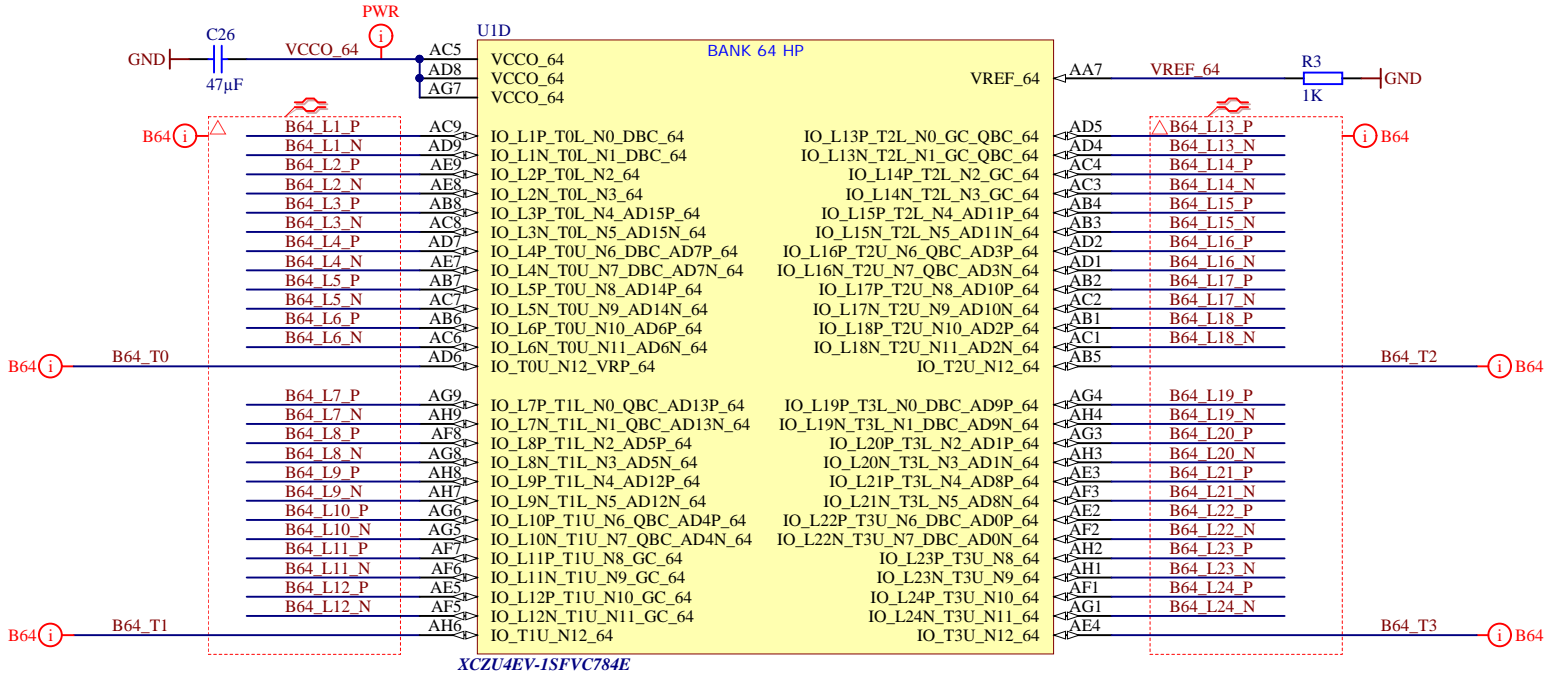 PWR
C26
U1D
GND
VCCO_64
47µF
BANK 64 HP
AC5 VCCO_64
AD8 VCCO_64
AG7 VCCO_64
VREF_64 AA7 VREF_64
R3
1K
GND
B64
B64
B64_L1_P AC9 IO_L1P_T0L_N0_DBC_64 IO_L13P_T2L_N0_GC_QBC_64 AD5 B64_L13_P
B64_L1_N AD9 IO_L1N_T0L_N1_DBC_64 IO_L13N_T2L_N1_GC_QBC_64 AD4 B64_L13_N
B64_L2_P AE9 IO_L2P_T0L_N2_64 IO_L14P_T2L_N2_GC_64 AC4 B64_L14_P
B64_L2_N AE8 IO_L2N_T0L_N3_64 IO_L14N_T2L_N3_GC_64 AC3 B64_L14_N
B64_L3_P AB8 IO_L3P_T0L_N4_AD15P_64 IO_L15P_T2L_N4_AD11P_64 AB4 B64_L15_P
B64_L3_N AC8 IO_L3N_T0L_N5_AD15N_64 IO_L15N_T2L_N5_AD11N_64 AB3 B64_L15_N
B64_L4_P AD7 IO_L4P_T0U_N6_DBC_AD7P_64 IO_L16P_T2U_N6_QBC_AD3P_64 AD2 B64_L16_P
B64_L4_N AE7 IO_L4N_T0U_N7_DBC_AD7N_64 IO_L16N_T2U_N7_QBC_AD3N_64 AD1 B64_L16_N
B64_L5_P AB7 IO_L5P_T0U_N8_AD14P_64 IO_L17P_T2U_N8_AD10P_64 AB2 B64_L17_P
B64_L5_N AC7 IO_L5N_T0U_N9_AD14N_64 IO_L17N_T2U_N9_AD10N_64 AC2 B64_L17_N
B64_L6_P AB6 IO_L6P_T0U_N10_AD6P_64 IO_L18P_T2U_N10_AD2P_64 AB1 B64_L18_P
B64_L6_N AC6 IO_L6N_T0U_N11_AD6N_64 IO_L18N_T2U_N11_AD2N_64 AC1 B64_L18_N
B64 B64_T0 AD6 IO_T0U_N12_VRP_64 IO_T2U_N12_64 AB5 B64_T2 B64
B64_L7_P AG9 IO_L7P_T1L_N0_QBC_AD13P_64 IO_L19P_T3L_N0_DBC_AD9P_64 AG4 B64_L19_P
B64_L7_N AH9 IO_L7N_T1L_N1_QBC_AD13N_64 IO_L19N_T3L_N1_DBC_AD9N_64 AH4 B64_L19_N
B64_L8_P AF8 IO_L8P_T1L_N2_AD5P_64 IO_L20P_T3L_N2_AD1P_64 AG3 B64_L20_P
B64_L8_N AG8 IO_L8N_T1L_N3_AD5N_64 IO_L20N_T3L_N3_AD1N_64 AH3 B64_L20_N
B64_L9_P AH8 IO_L9P_T1L_N4_AD12P_64 IO_L21P_T3L_N4_AD8P_64 AE3 B64_L21_P
B64_L9_N AH7 IO_L9N_T1L_N5_AD12N_64 IO_L21N_T3L_N5_AD8N_64 AF3 B64_L21_N
B64_L10_P AG6 IO_L10P_T1U_N6_QBC_AD4P_64 IO_L22P_T3U_N6_DBC_AD0P_64 AE2 B64_L22_P
B64_L10_N AG5 IO_L10N_T1U_N7_QBC_AD4N_64 IO_L22N_T3U_N7_DBC_AD0N_64 AF2 B64_L22_N
B64_L11_P AF7 IO_L11P_T1U_N8_GC_64 IO_L23P_T3U_N8_64 AH2 B64_L23_P
B64_L11_N AF6 IO_L11N_T1U_N9_GC_64 IO_L23N_T3U_N9_64 AH1 B64_L23_N
B64_L12_P AE5 IO_L12P_T1U_N10_GC_64 IO_L24P_T3U_N10_64 AF1 B64_L24_P
B64_L12_N AF5 IO_L12N_T1U_N11_GC_64 IO_L24N_T3U_N11_64 AG1 B64_L24_N
B64 B64_T1 AH6 IO_T1U_N12_64 IO_T3U_N12_64 AE4 B64_T3 B64
XCZU4EV-1SFVC784E